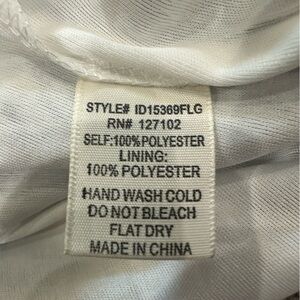 STYLE# ID15369FLG
RN# 127102
SELF:100%POLYESTER
LINING:
100% POLYESTER
HAND WASH COLD
DO NOT BLEACH
FLAT DRY
MADE IN CHINA